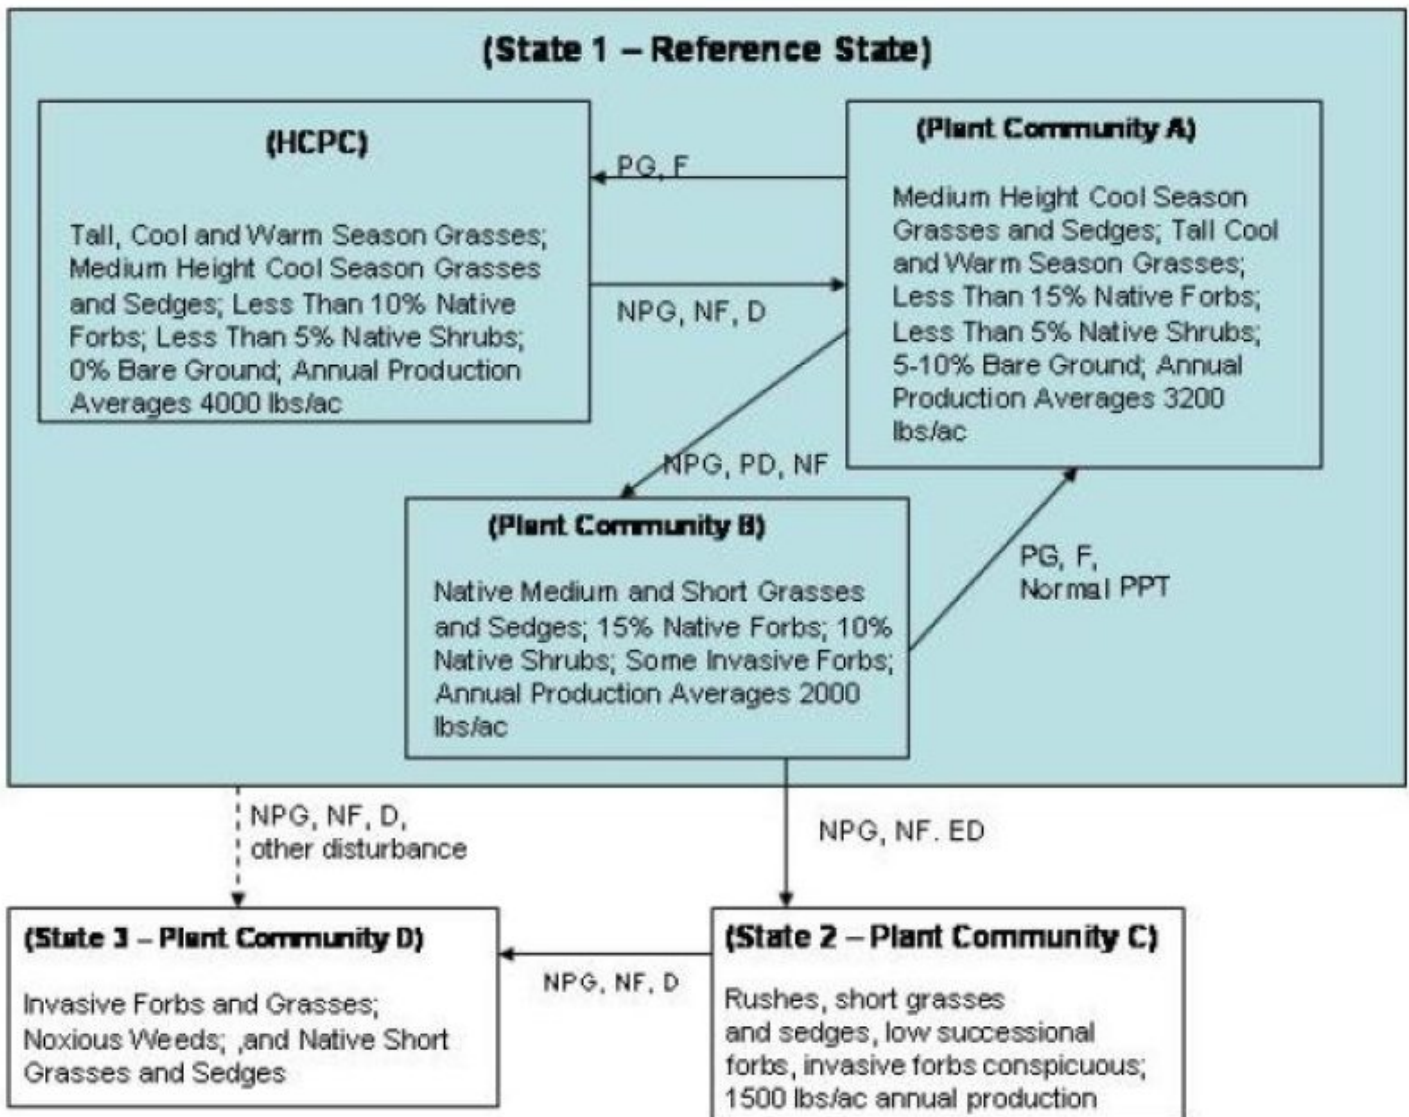 (State 1 – Reference State)
(HCPC)
Tall, Cool and Warm Season Grasses;
Medium Height Cool Season Grasses
and Sedges; Less Than 10% Native
Forbs; Less Than 5% Native Shrubs;
0% Bare Ground; Annual Production
Averages 4000 lbs/ac
PG, F
NPG, NF, D
(Plant Community A)
Medium Height Cool Season
Grasses and Sedges; Tall Cool
and Warm Season Grasses;
Less Than 15% Native Forbs;
Less Than 5% Native Shrubs;
5-10% Bare Ground; Annual
Production Averages 3200
lbs/ac
NPG, PD, NF
(Plant Community B)
Native Medium and Short Grasses
and Sedges; 15% Native Forbs; 10%
Native Shrubs; Some Invasive Forbs;
Annual Production Averages 2000
lbs/ac
PG, F,
Normal PPT
NPG, NF, D,
other disturbance
NPG, NF. ED
(State 3 – Plant Community D)
Invasive Forbs and Grasses;
Noxious Weeds; ,and Native Short
Grasses and Sedges
NPG, NF, D
(State 2 – Plant Community C)
Rushes, short grasses
and sedges, low successional
forbs, invasive forbs conspicuous;
1500 lbs/ac annual production